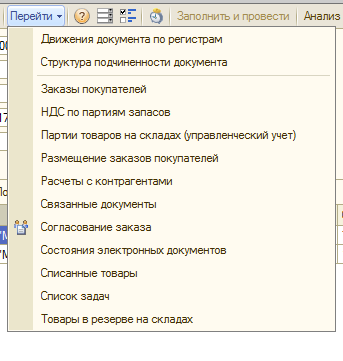 Перейти Заполнить и провести Анализ
Движения документа по регистрам
Структура подчиненности документа
Заказы покупателей
НДС по партиям запасов
Партии товаров на складах (управленческий учет)
Размещение заказов покупателей
Расчеты с контрагентами
Связанные документы
Согласование заказа
Состояния электронных документов
Списанные товары
Список задач
Товары в резерве на складах